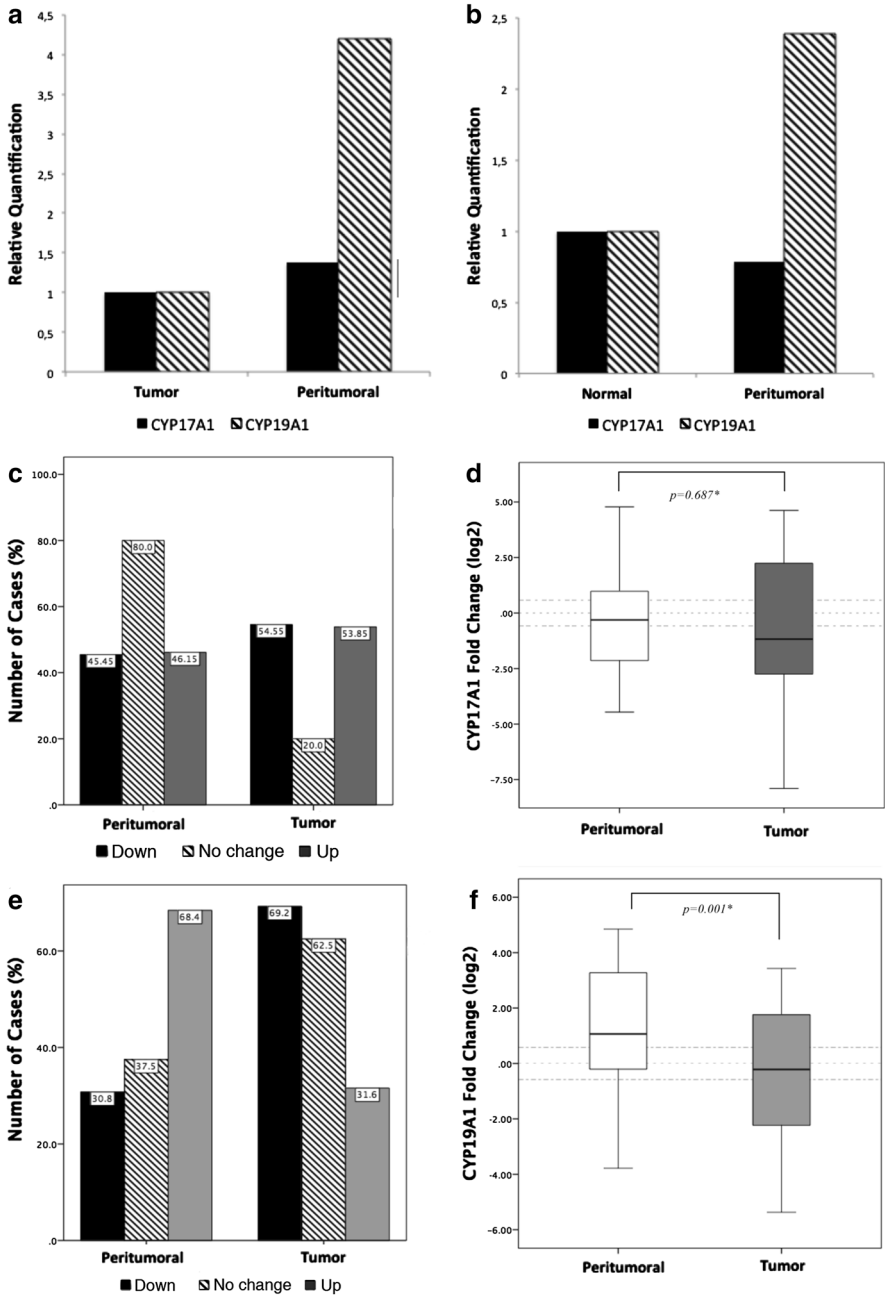 a
Relative Quantification
4,5
4
3,5
3
2,5
2
1,5
1
0,5
0
Tumor Peritumoral
CYP17A1 CYP19A1
b
Relative Quantification
2,5
2
1,5
1
0,5
0
Normal Peritumoral
CYP17A1 CYP19A1
c
Number of Cases (%)
100.0
80.0
60.0
40.0
20.0
.0
45.45
80.0
46.15
54.55
20.0
53.85
Peritumoral Tumor
Down No change Up
d
CYP17A1 Fold Change (log2)
p=0.687*
5.00
2.50
.00
-2.50
-5.00
-7.50
Peritumoral Tumor
e
Number of Cases (%)
60.0
40.0
20.0
.0
30.8
37.5
68.4
69.2
62.5
31.6
Peritumoral Tumor
Down No change Up
f
CYP19A1 Fold Change (log2)
p=0.001*
6.00
4.00
2.00
.00
-2.00
-4.00
-6.00
Peritumoral Tumor